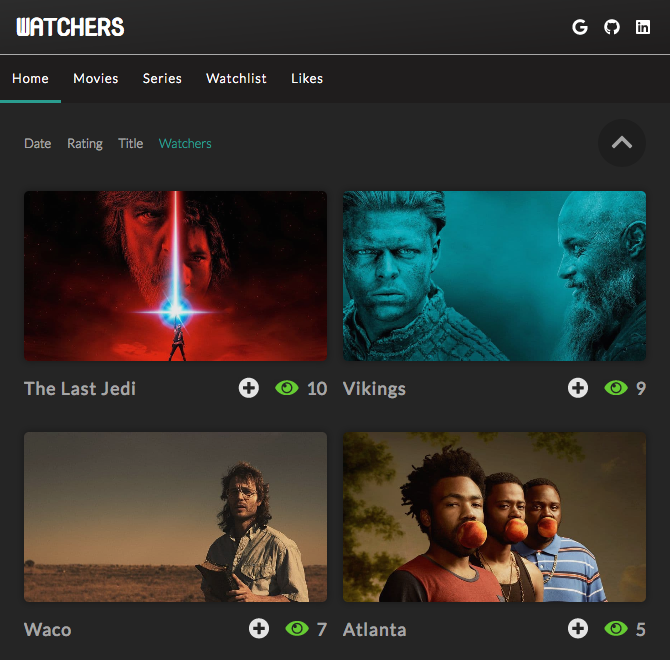 WATCHERS
Home Movies Series Watchlist Likes
Date Rating Title Watchers
The Last Jedi 10 Vikings 9
Waco 7 Atlanta 5